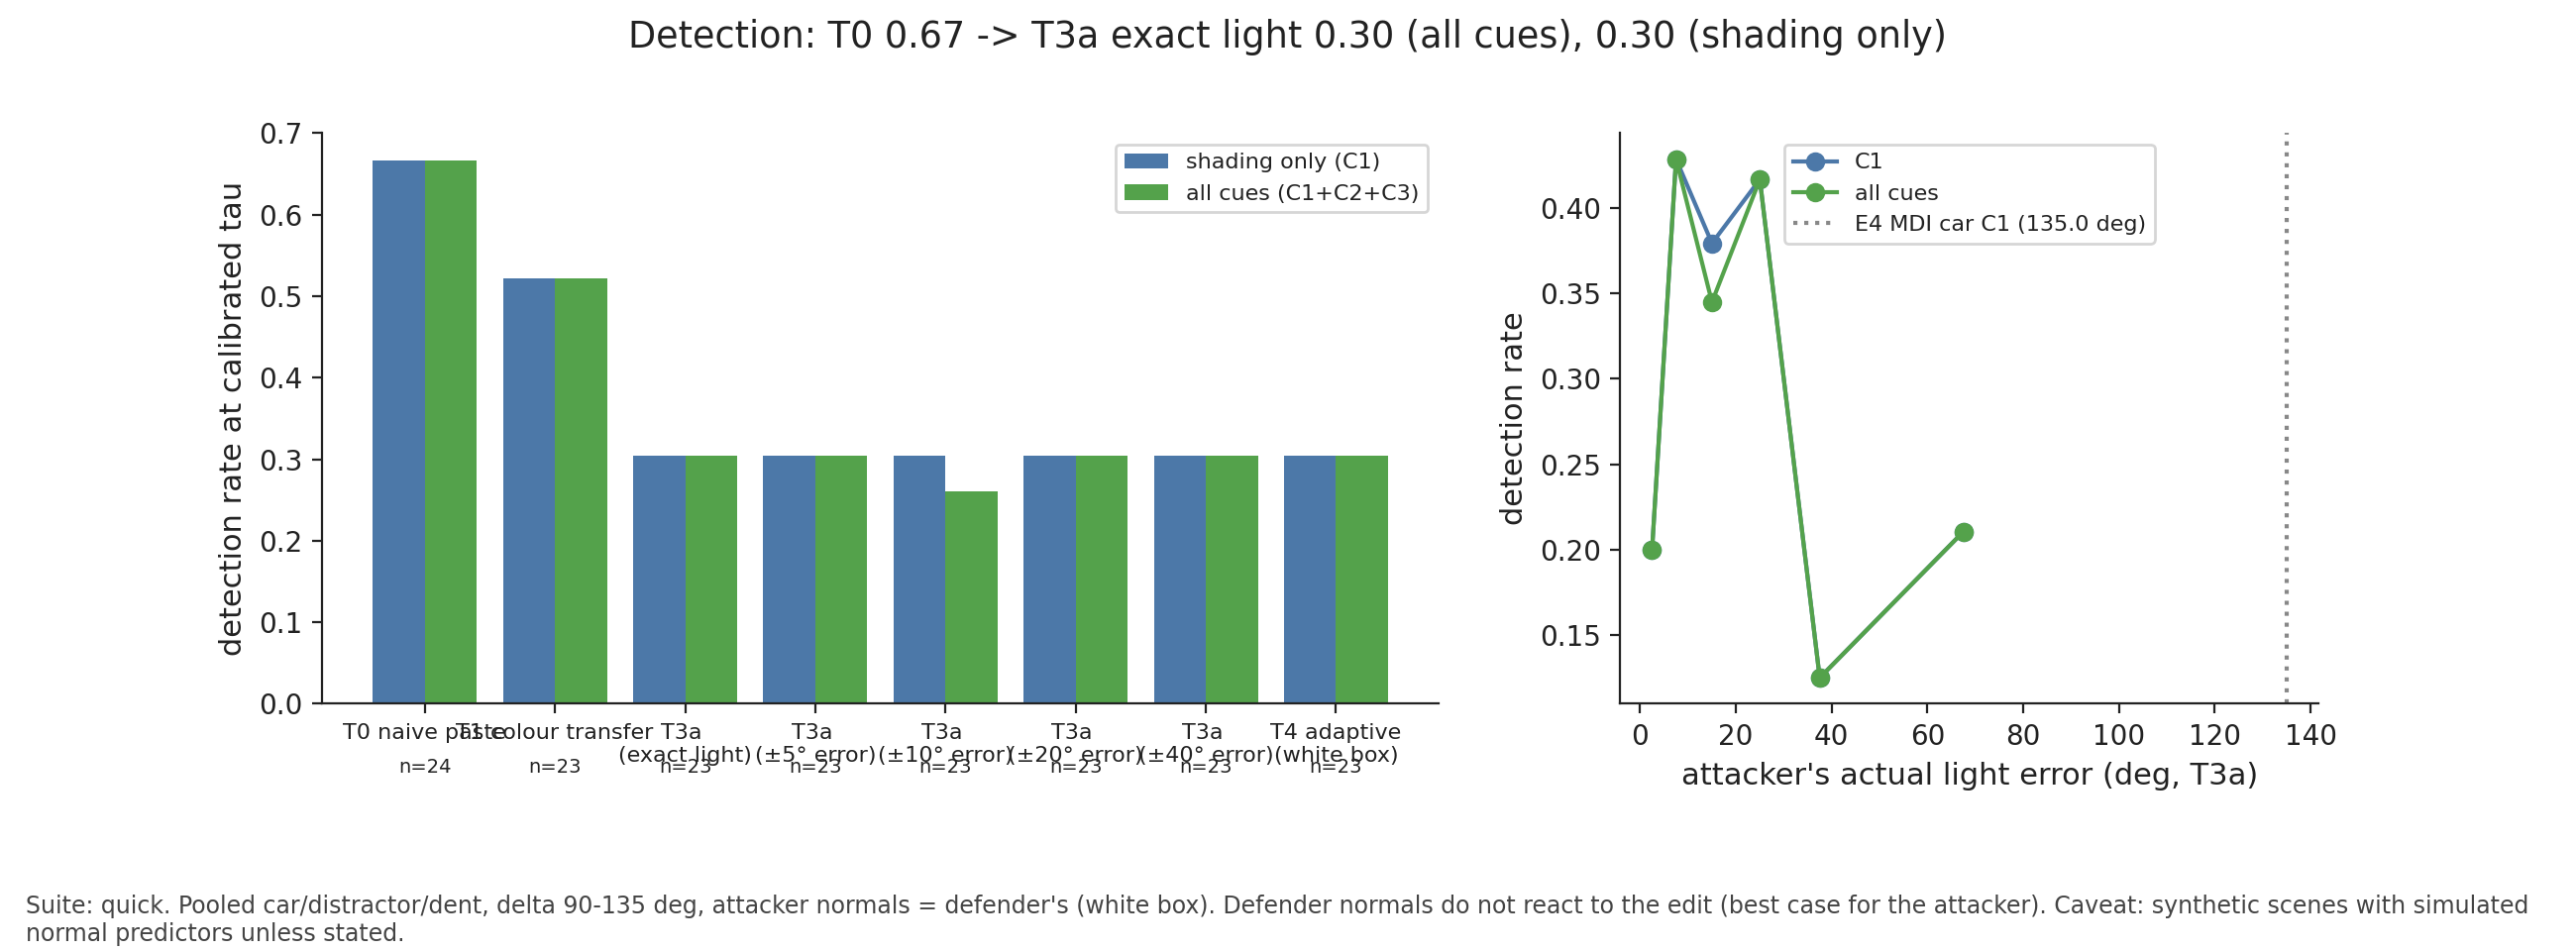 Detection: T0 0.67 -> T3a exact light 0.30 (all cues), 0.30 (shading only)
detection rate at calibrated tau
0.7
0.6
0.5
0.4
0.3
0.2
0.1
0.0
shading only (C1)
all cues (C1+C2+C3)
T0 naive paste
n=24
T1 colour transfer
n=23
T3a
(exact light)
n=23
T3a
(±5° error)
n=23
T3a
(±10° error)
n=23
T3a
(±20° error)
n=23
T3a
(±40° error)
n=23
T4 adaptive
(white box)
n=23
detection rate
0.40
0.35
0.30
0.25
0.20
0.15
C1
all cues
E4 MDI car C1 (135.0 deg)
0 20 40 60 80 100 120 140
attacker's actual light error (deg, T3a)
Suite: quick. Pooled car/distractor/dent, delta 90-135 deg, attacker normals = defender's (white box). Defender normals do not react to the edit (best case for the attacker). Caveat: synthetic scenes with simulated
normal predictors unless stated.